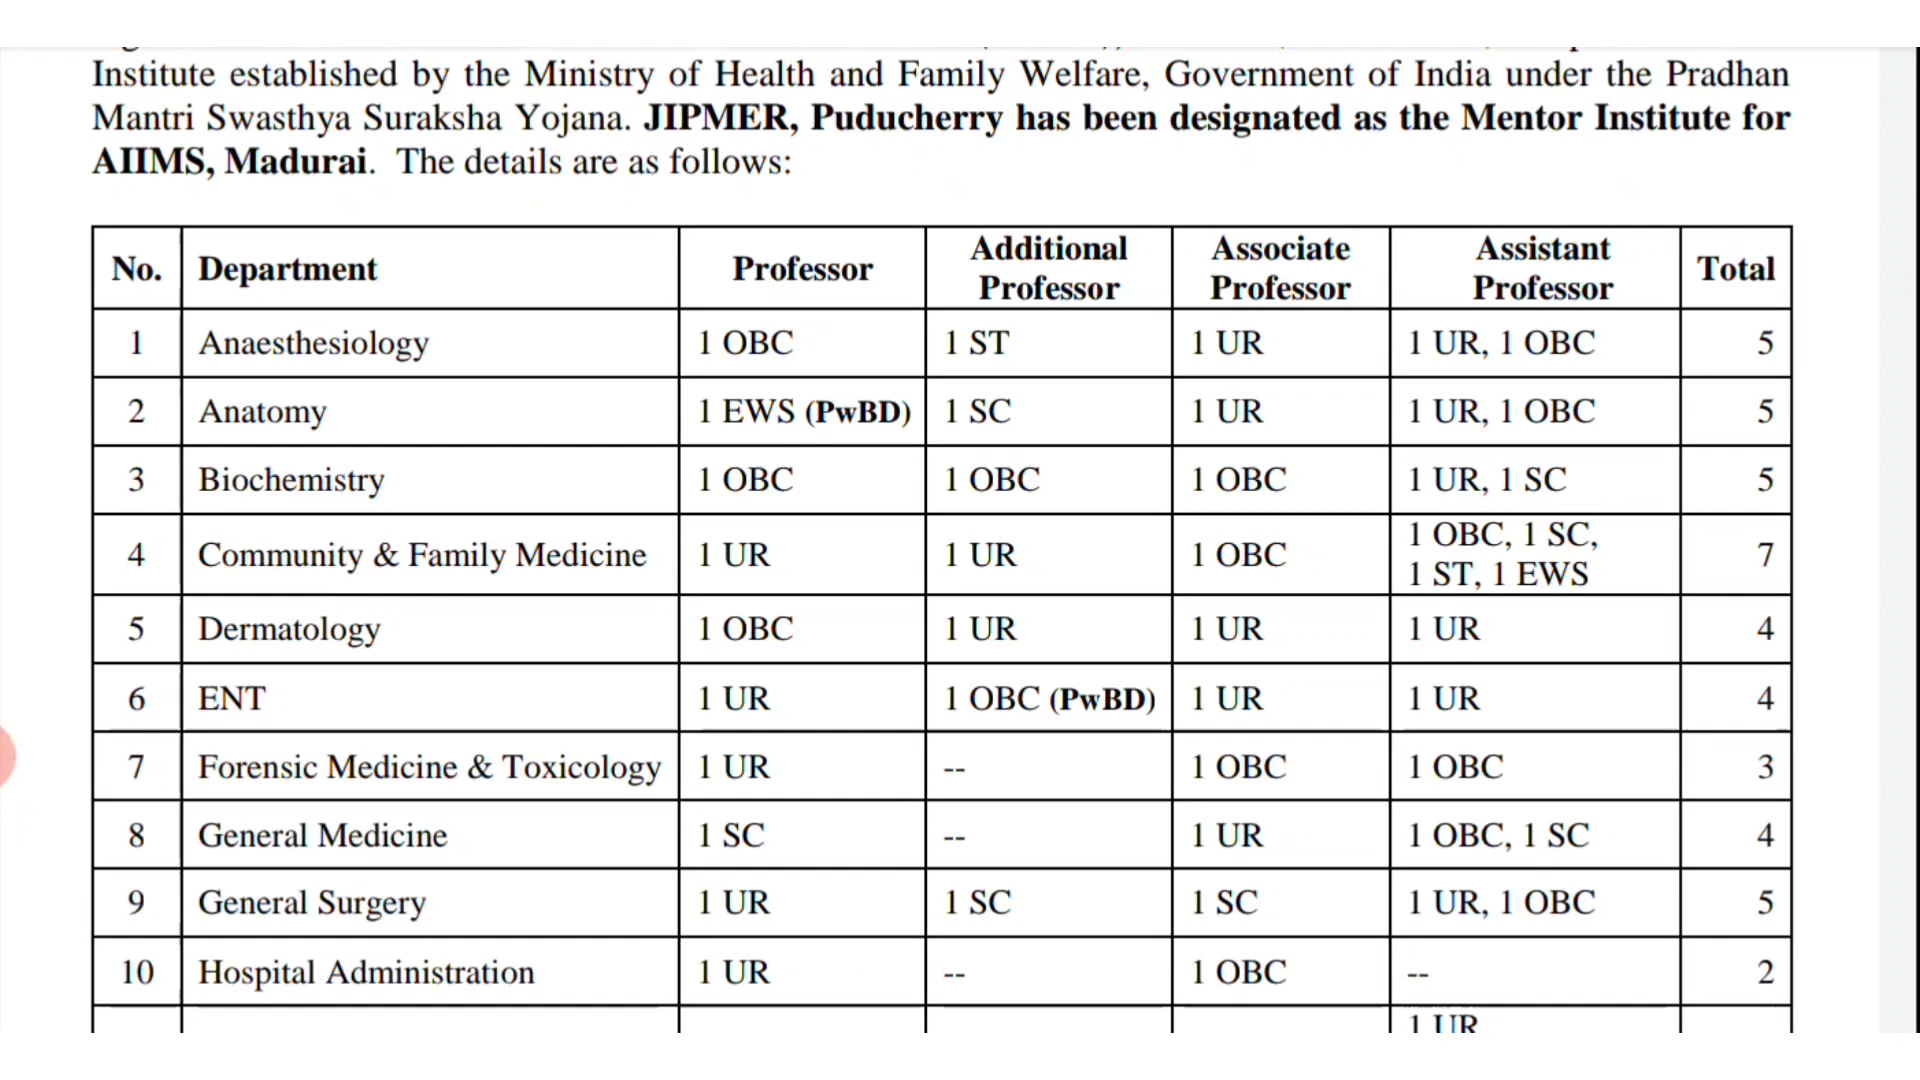 Institute established by the Ministry of Health and Family Welfare, Government of India under the Pradhan
Mantri Swasthya Suraksha Yojana. JIPMER, Puducherry has been designated as the Mentor Institute for
AIIMS, Madurai. The details are as follows:
No. Department Professor Additional Professor Associate Professor Assistant Professor Total
1 Anaesthesiology 1 OBC 1 ST 1 UR 1 UR, 1 OBC 5
2 Anatomy 1 EWS (PwBD) 1 SC 1 UR 1 UR, 1 OBC 5
3 Biochemistry 1 OBC 1 OBC 1 OBC 1 UR, 1 SC 5
4 Community & Family Medicine 1 UR 1 UR 1 OBC 1 OBC, 1 SC, 1 ST, 1 EWS 7
5 Dermatology 1 OBC 1 UR 1 UR 1 UR 4
6 ENT 1 UR 1 OBC (PwBD) 1 UR 1 UR 4
7 Forensic Medicine & Toxicology 1 UR -- 1 OBC 1 OBC 3
8 General Medicine 1 SC -- 1 UR 1 OBC, 1 SC 4
9 General Surgery 1 UR 1 SC 1 SC 1 UR, 1 OBC 5
10 Hospital Administration 1 UR -- 1 OBC -- 2
1 UR